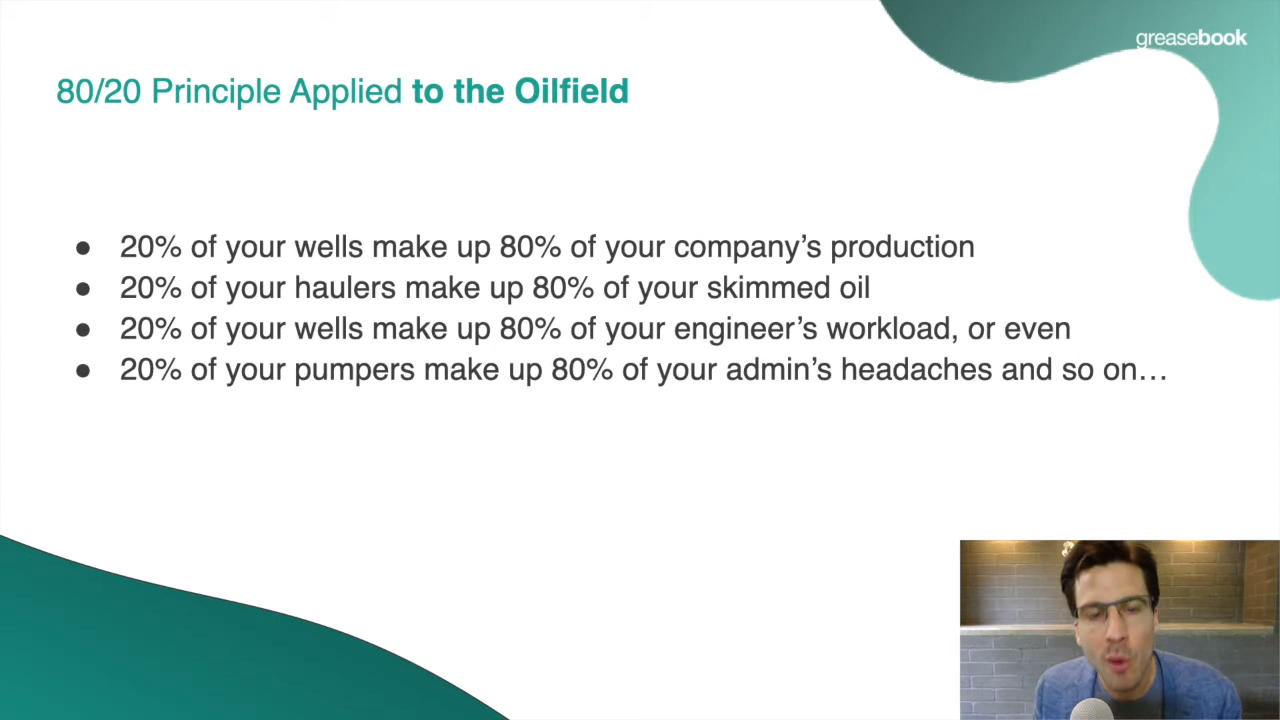 greasebook
80/20 Principle Applied to the Oilfield
● 20% of your wells make up 80% of your company’s production
● 20% of your haulers make up 80% of your skimmed oil
● 20% of your wells make up 80% of your engineer’s workload, or even
● 20% of your pumpers make up 80% of your admin’s headaches and so on…